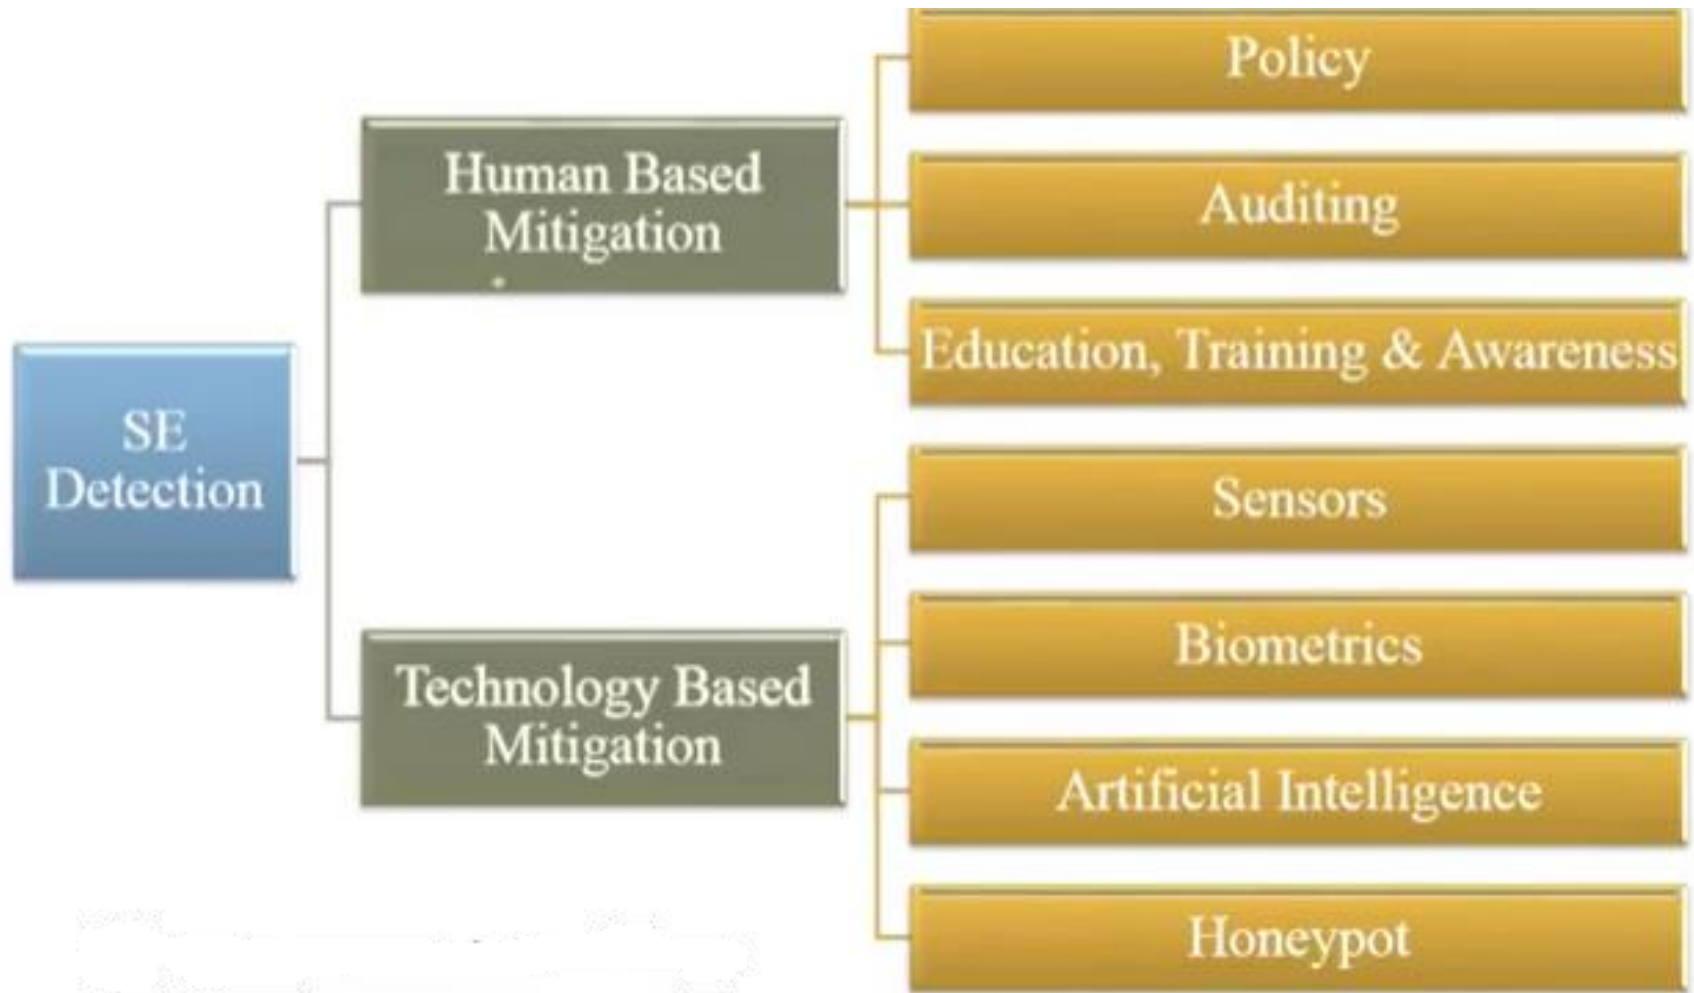 Policy
Human Based
Mitigation
Auditing
Education, Training & Awareness
SE
Detection
Sensors
Technology Based
Mitigation
Biometrics
Artificial Intelligence
Honeypot